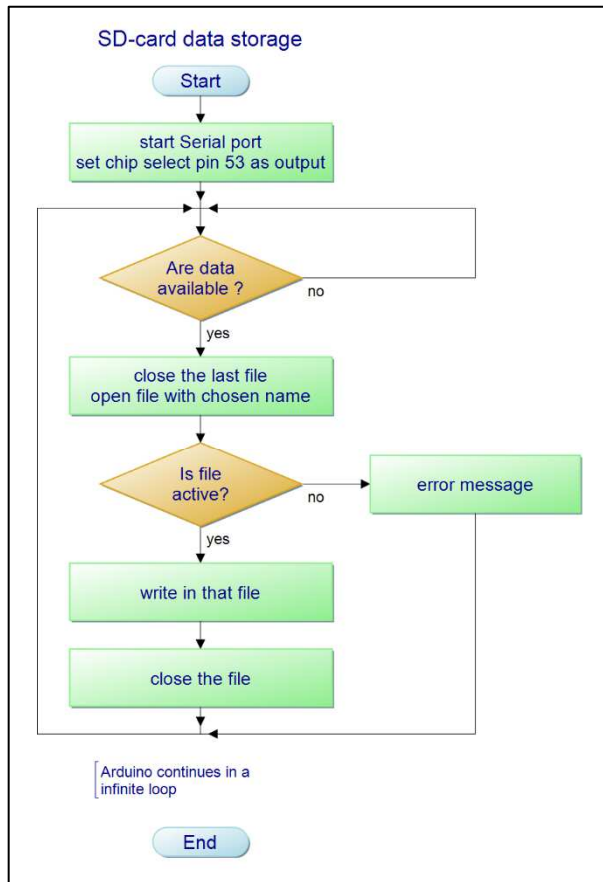 SD-card data storage
Start
start Serial port
set chip select pin 53 as output
Are data
available ?
no
yes
close the last file
open file with chosen name
Is file
active?
no
error message
yes
write in that file
close the file
Arduino continues in a
infinite loop
End